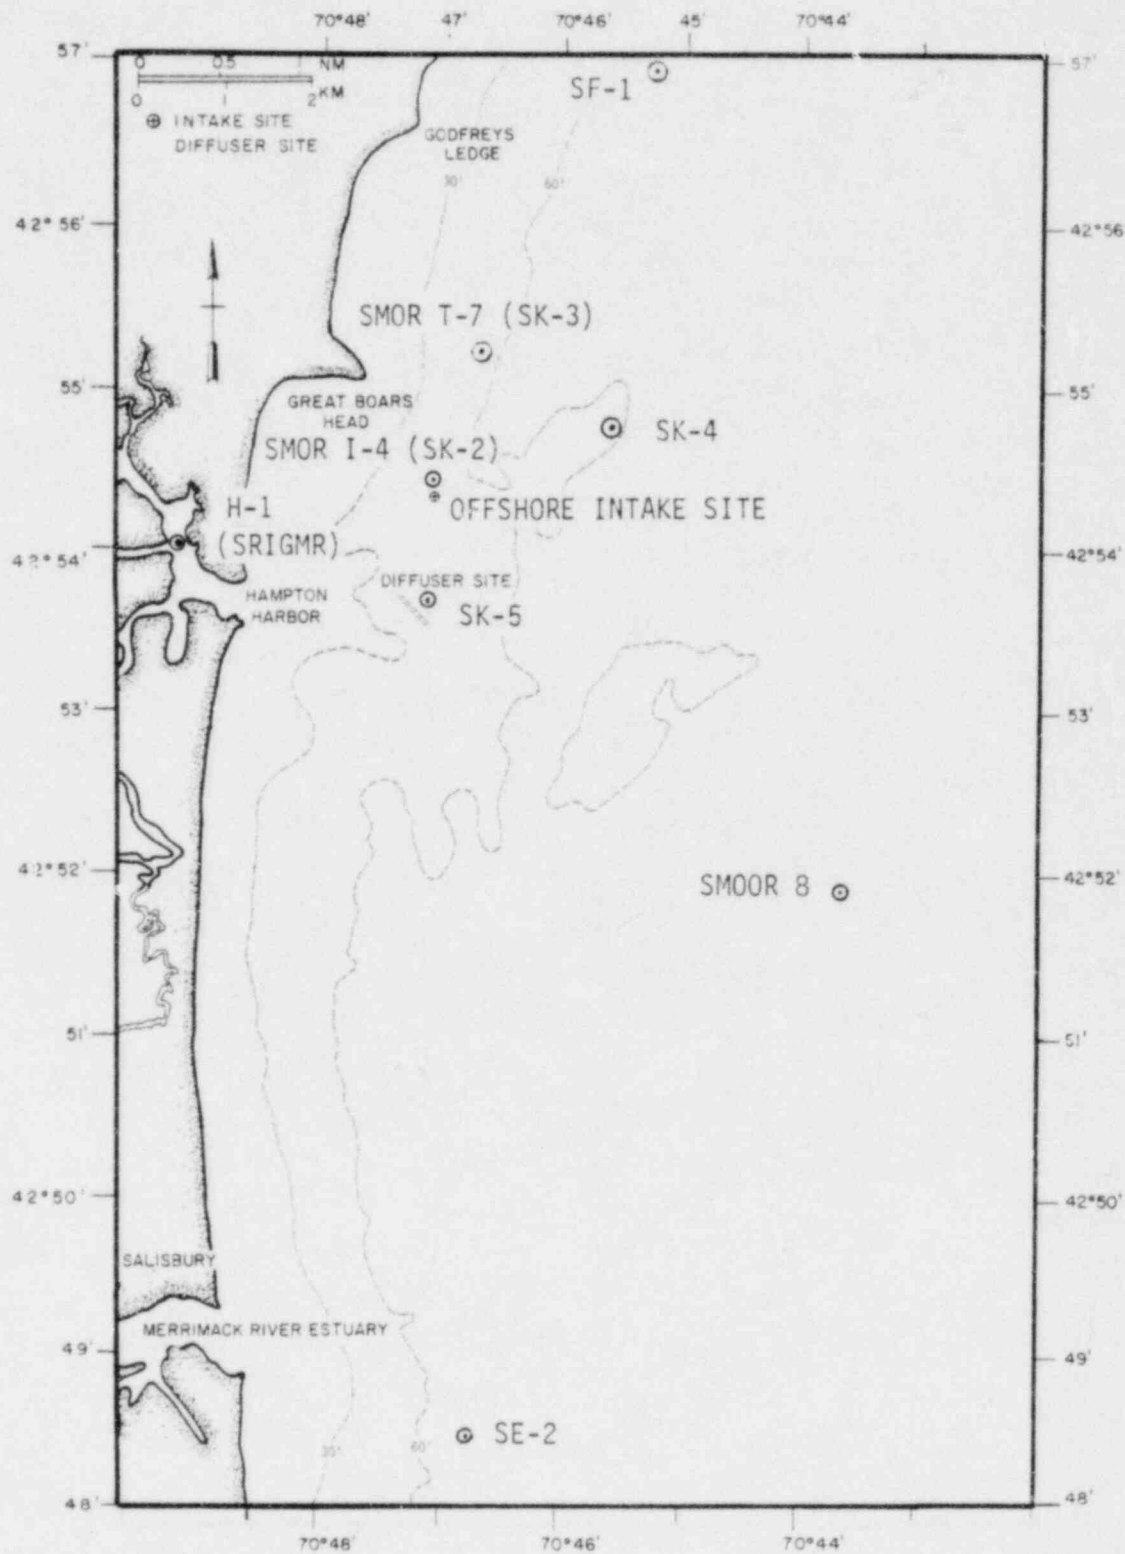 70°48' 47' 70°46' 45' 70°44'
57' 57'
0 0.5 1 NM
0 1 2 KM
⊕ INTAKE SITE
DIFFUSER SITE
SF-1
GODFREYS
LEDGE
30' 60'
42°56' 42°56'
SMOR T-7 (SK-3)
55' 55'
GREAT BOARS
HEAD
SK-4
SMOR I-4 (SK-2)
H-1 OFFSHORE INTAKE SITE
(SRIGMR)
42°54' 42°54'
DIFFUSER SITE
HAMPTON
HARBOR
SK-5
53' 53'
42°52' 42°52'
SMOOR 8
51' 51'
42°50' 42°50'
SALISBURY
MERRIMACK RIVER ESTUARY
49' 49'
SE-2
30' 60'
48' 48'
70°48' 70°46' 70°44'